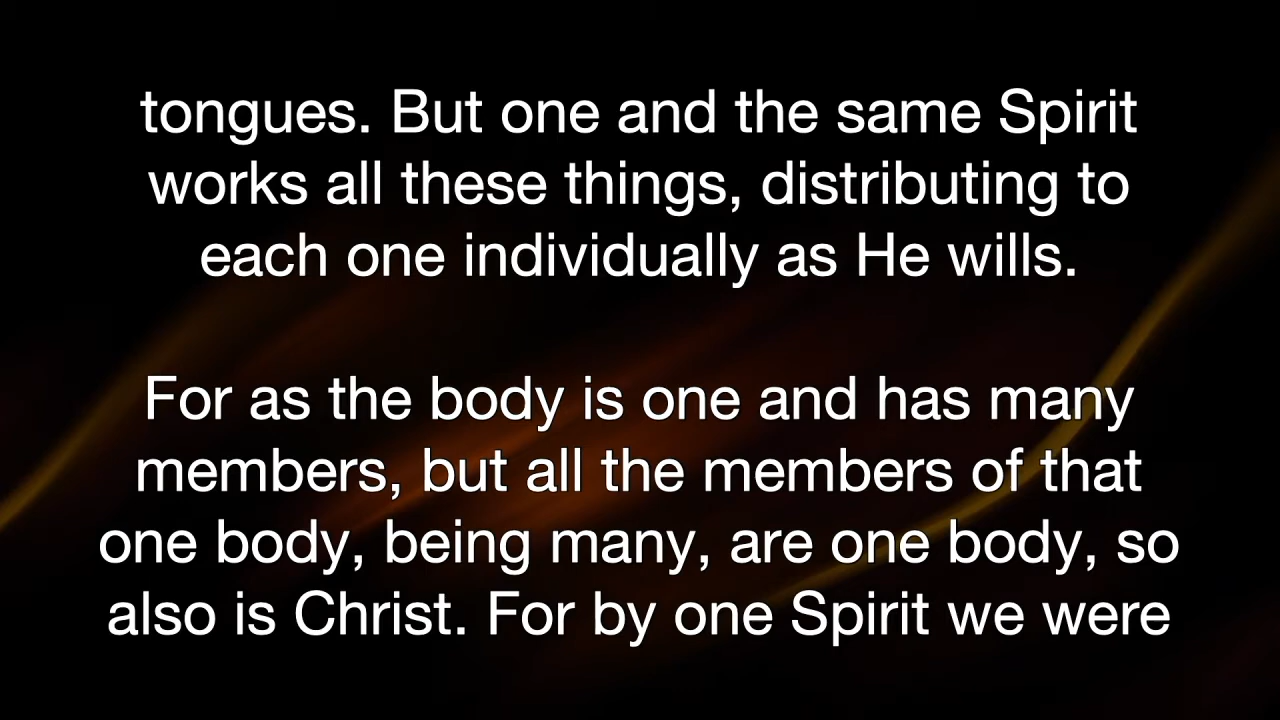 tongues. But one and the same Spirit
works all these things, distributing to
each one individually as He wills.
For as the body is one and has many
members, but all the members of that
one body, being many, are one body, so
also is Christ. For by one Spirit we were